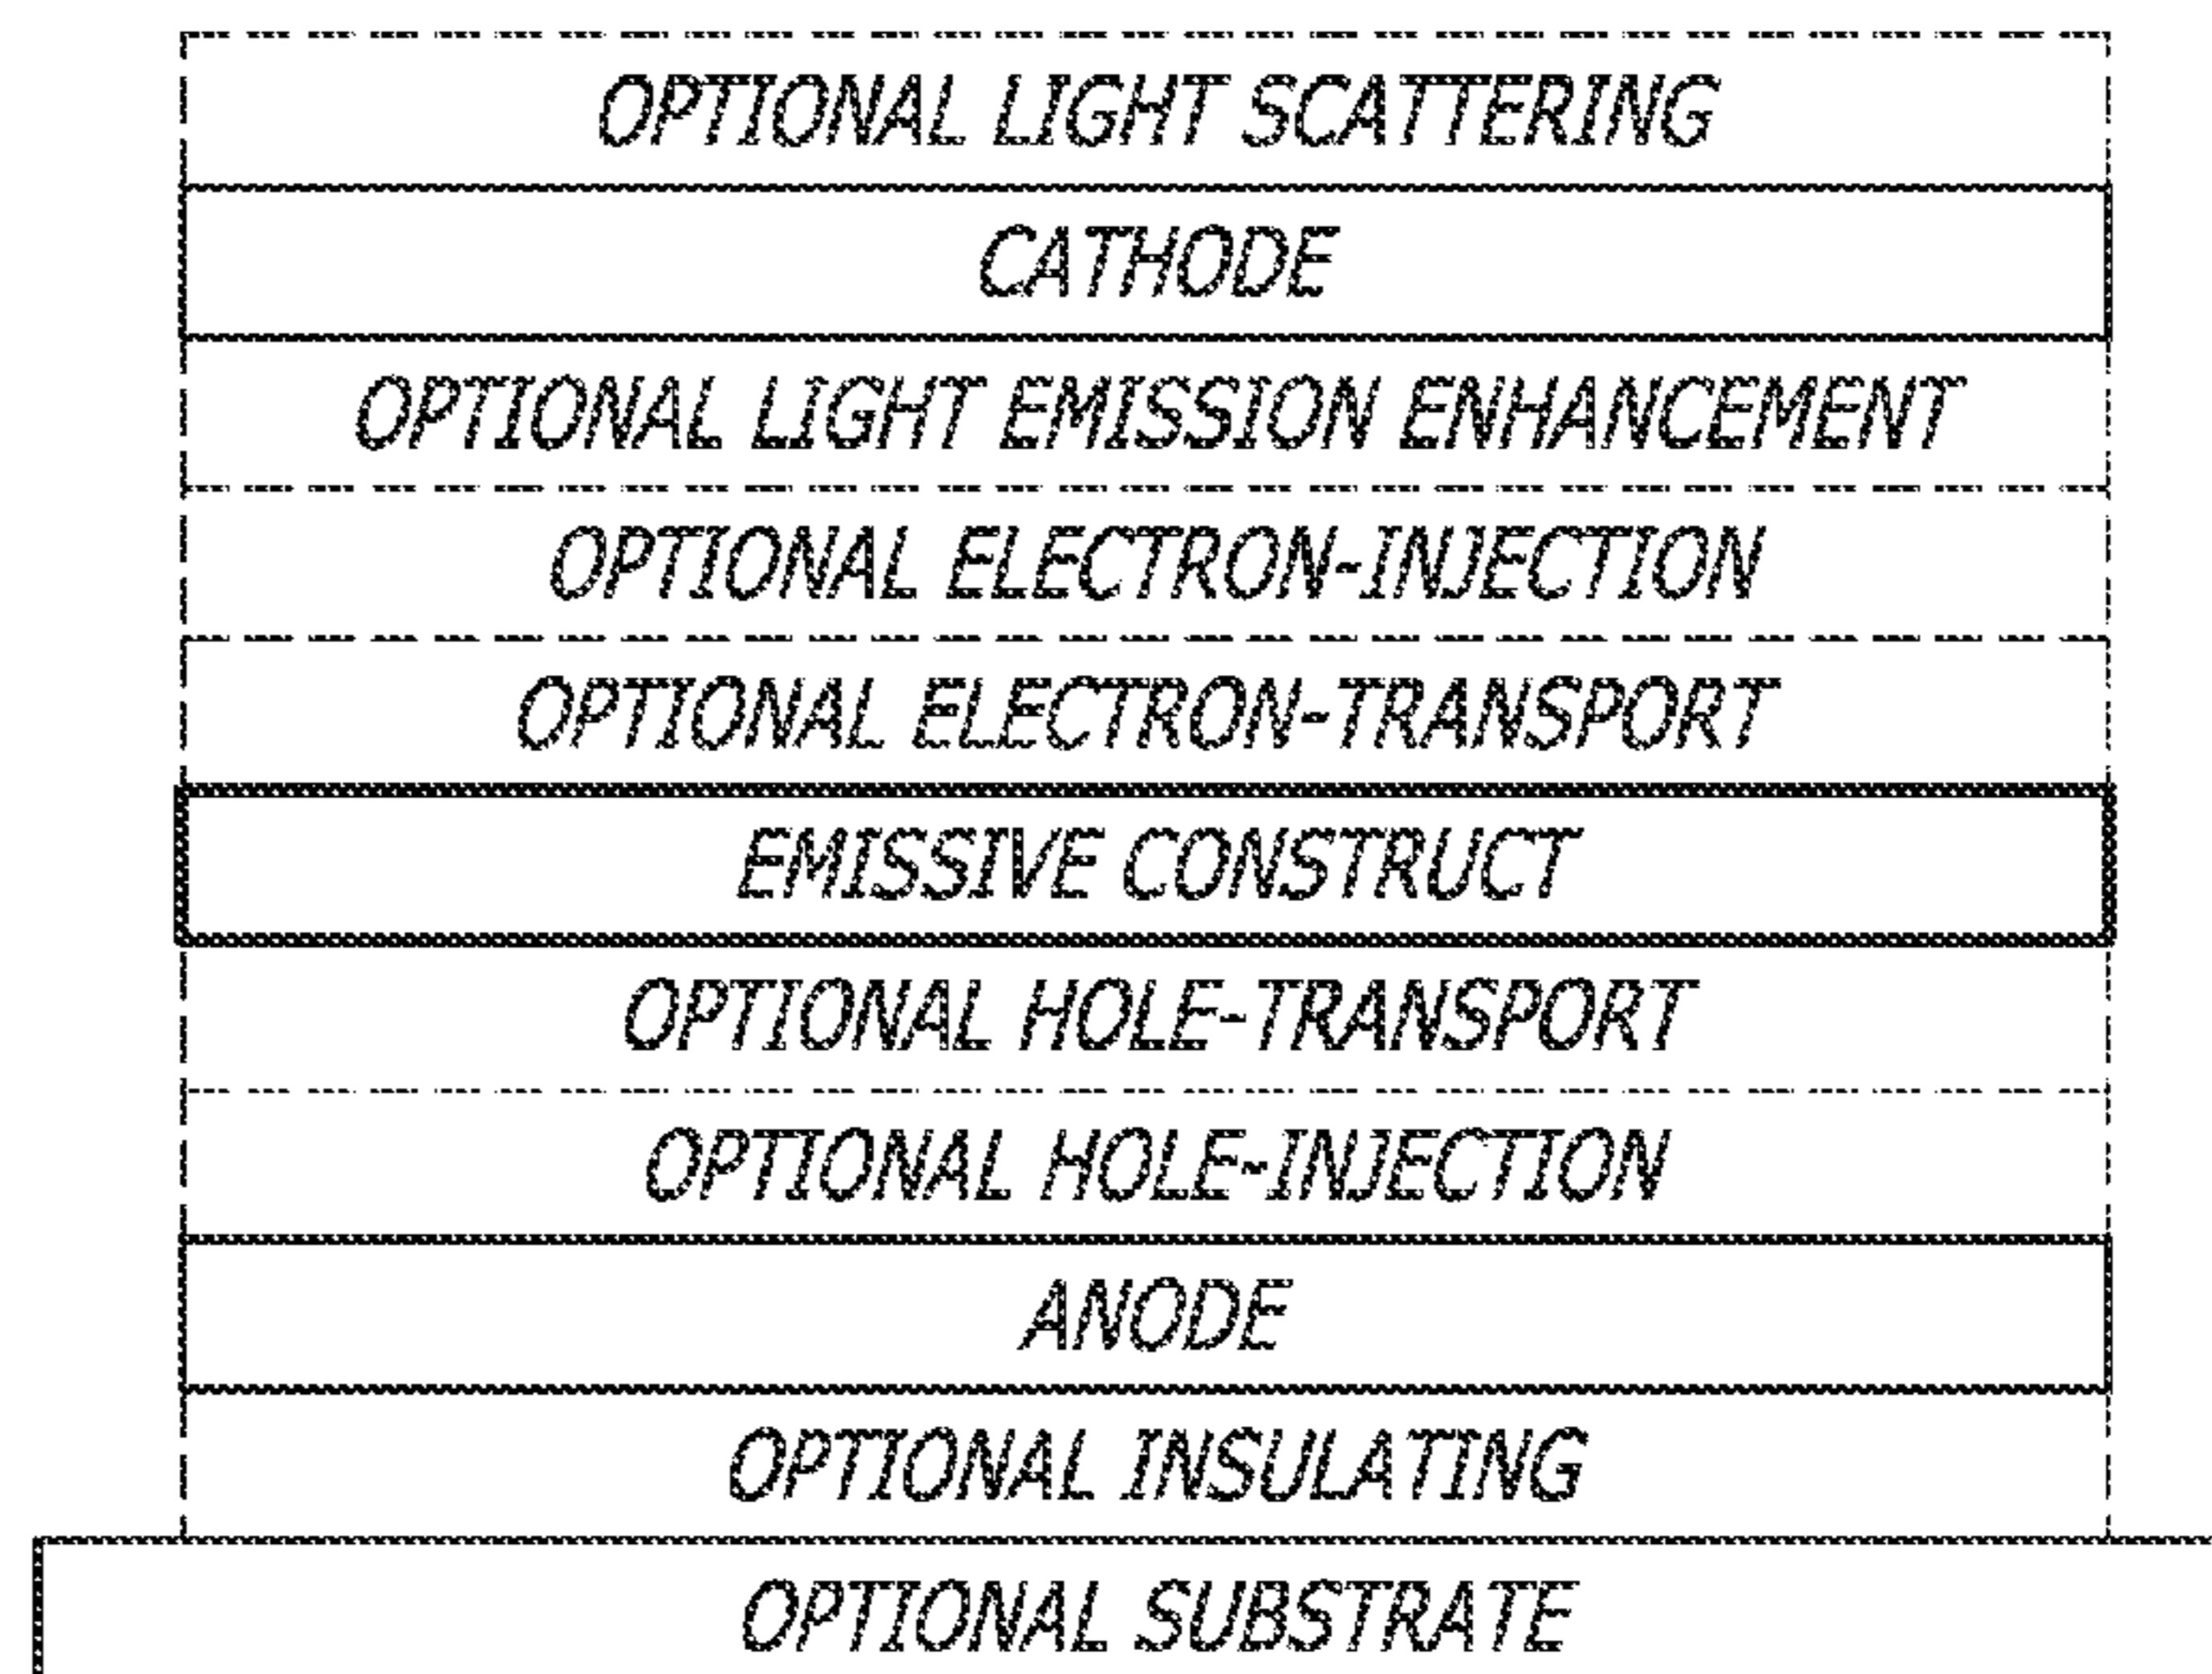 OPTIONAL LIGHT SCATTERING
CATHODE
OPTIONAL LIGHT EMISSION ENHANCEMENT
OPTIONAL ELECTRON-INJECTION
OPTIONAL ELECTRON-TRANSPORT
EMISSIVE CONSTRUCT
OPTIONAL HOLE-TRANSPORT
OPTIONAL HOLE-INJECTION
ANODE
OPTIONAL INSULATING
OPTIONAL SUBSTRATE